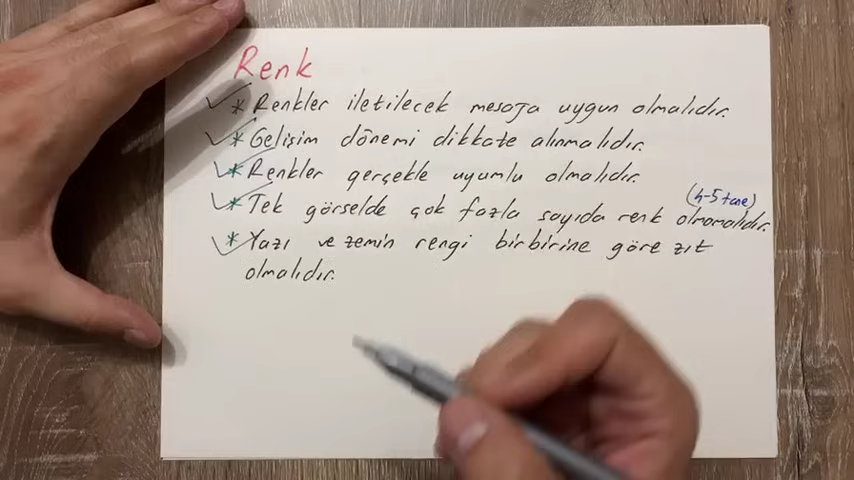 Renk
* Renkler iletilecek mesaja uygun olmalıdır.
* Gelişim dönemi dikkate alınmalıdır.
* Renkler gerçekle uyumlu olmalıdır.
(4-5 tane)
* Tek görselde çok fazla sayıda renk olmamalıdır.
* Yazı ve zemin rengi birbirine göre zıt
olmalıdır.